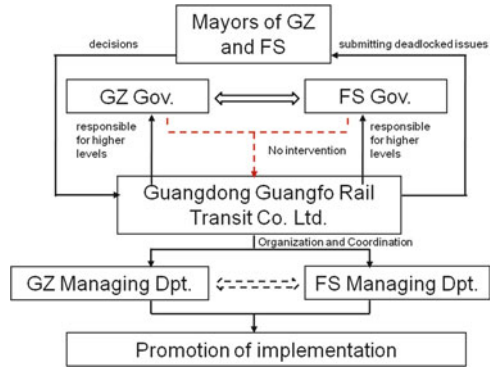 Mayors of GZ
and FS
decisions
submitting deadlocked issues
GZ Gov.
FS Gov.
responsible
for higher
levels
No intervention
responsible
for higher
levels
Guangdong Guangfo Rail
Transit Co. Ltd.
Organization and Coordination
GZ Managing Dpt.
FS Managing Dpt.
Promotion of implementation